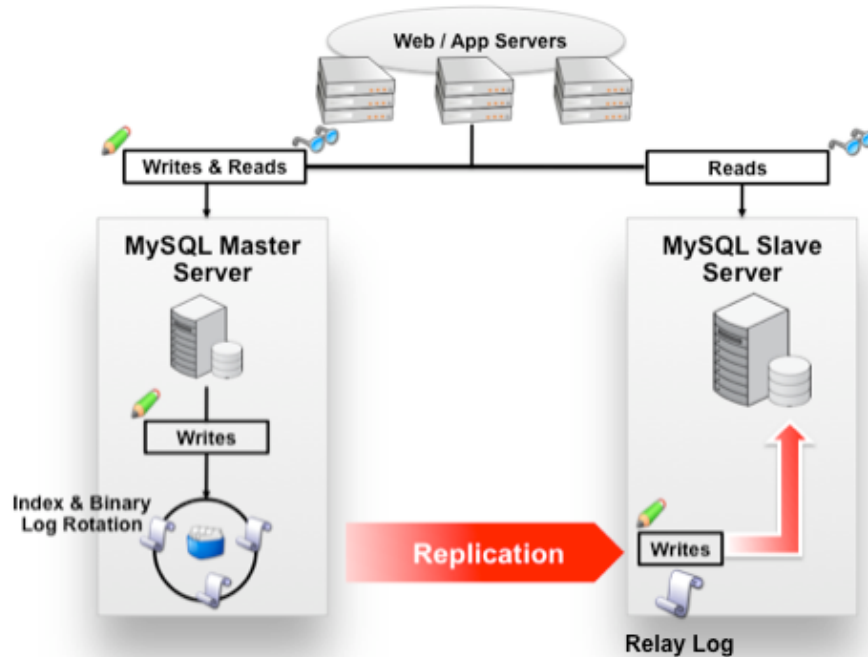 Web / App Servers
Writes & Reads
Reads
MySQL Master
Server
MySQL Slave
Server
Writes
Index & Binary
Log Rotation
Replication
Writes
Relay Log